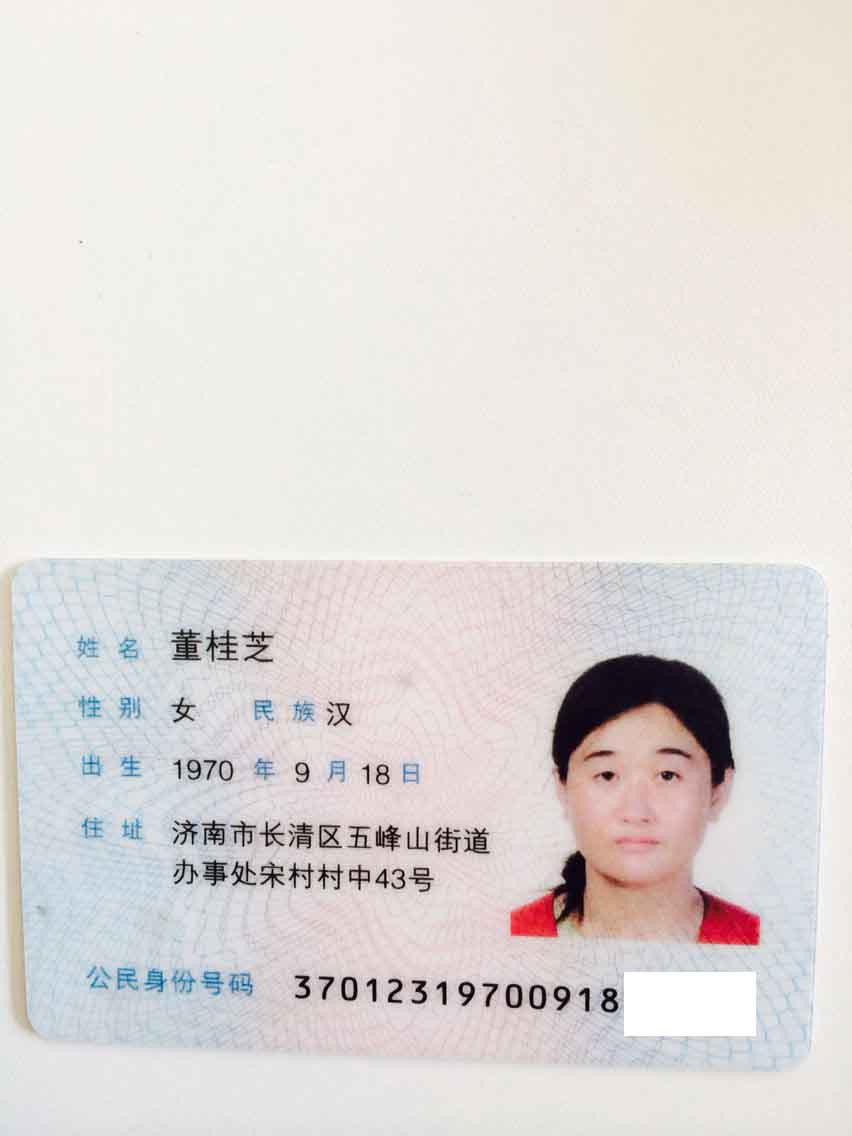 姓名 董桂芝
性别 女 民族 汉
出生 1970 年 9 月 18 日
住址 济南市长清区五峰山街道
办事处宋村村中43号
公民身份号码 37012319700918